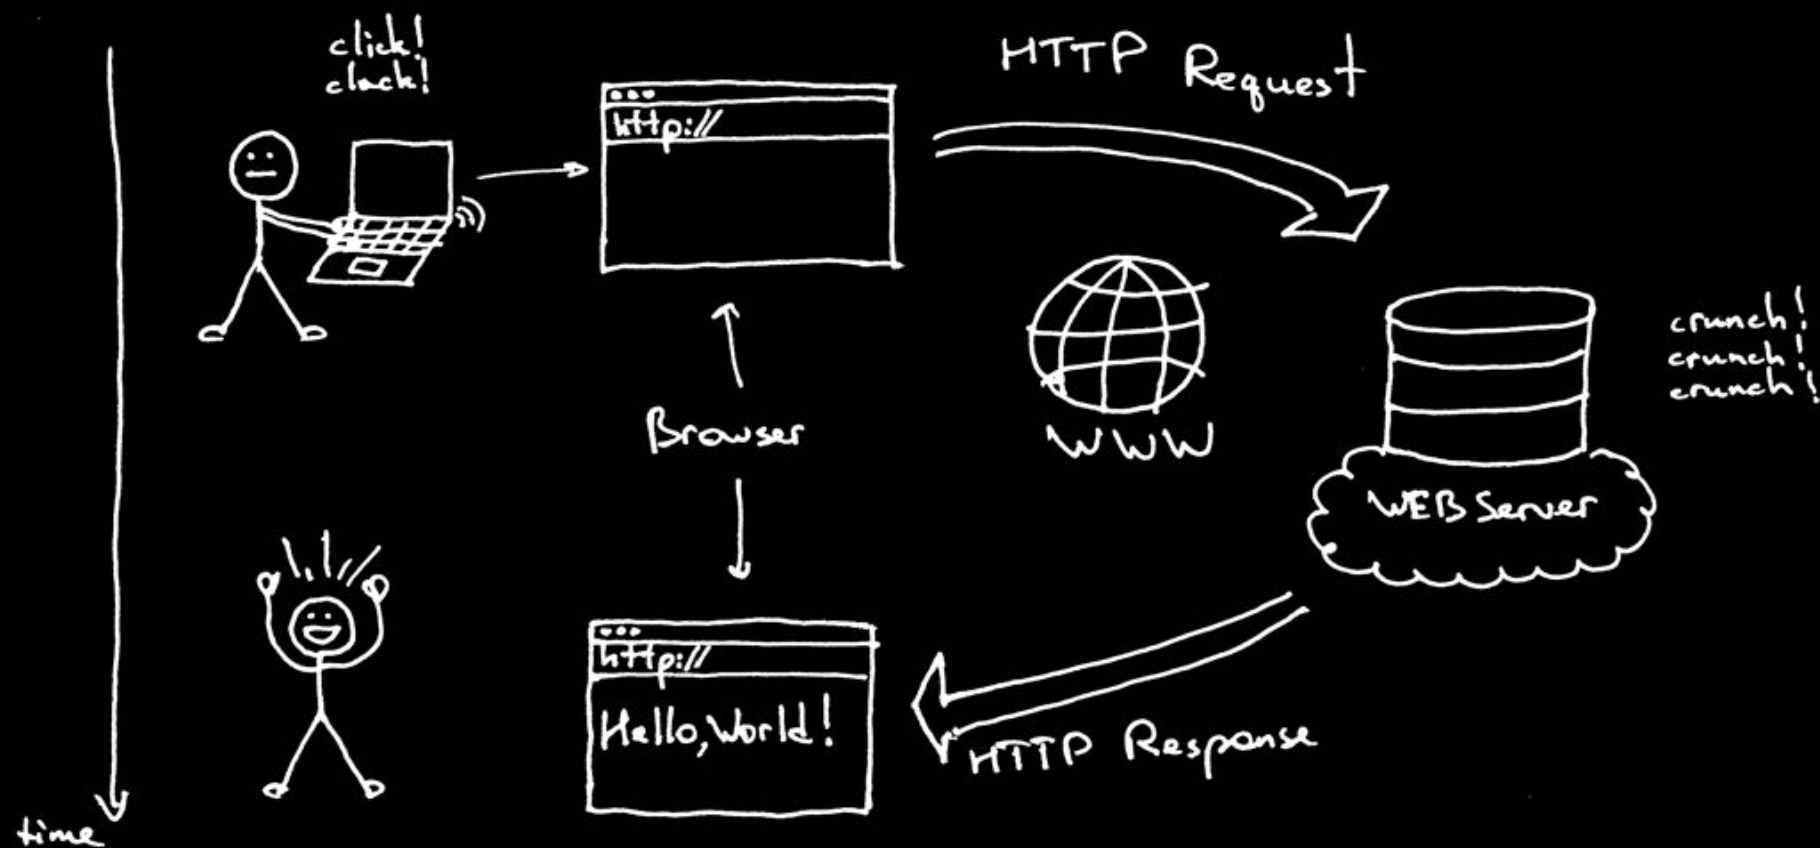 click!
clack!
http://
HTTP Request
crunch!
crunch!
crunch!
WWW
Browser
WEB Server
http://
Hello, World!
HTTP Response
time